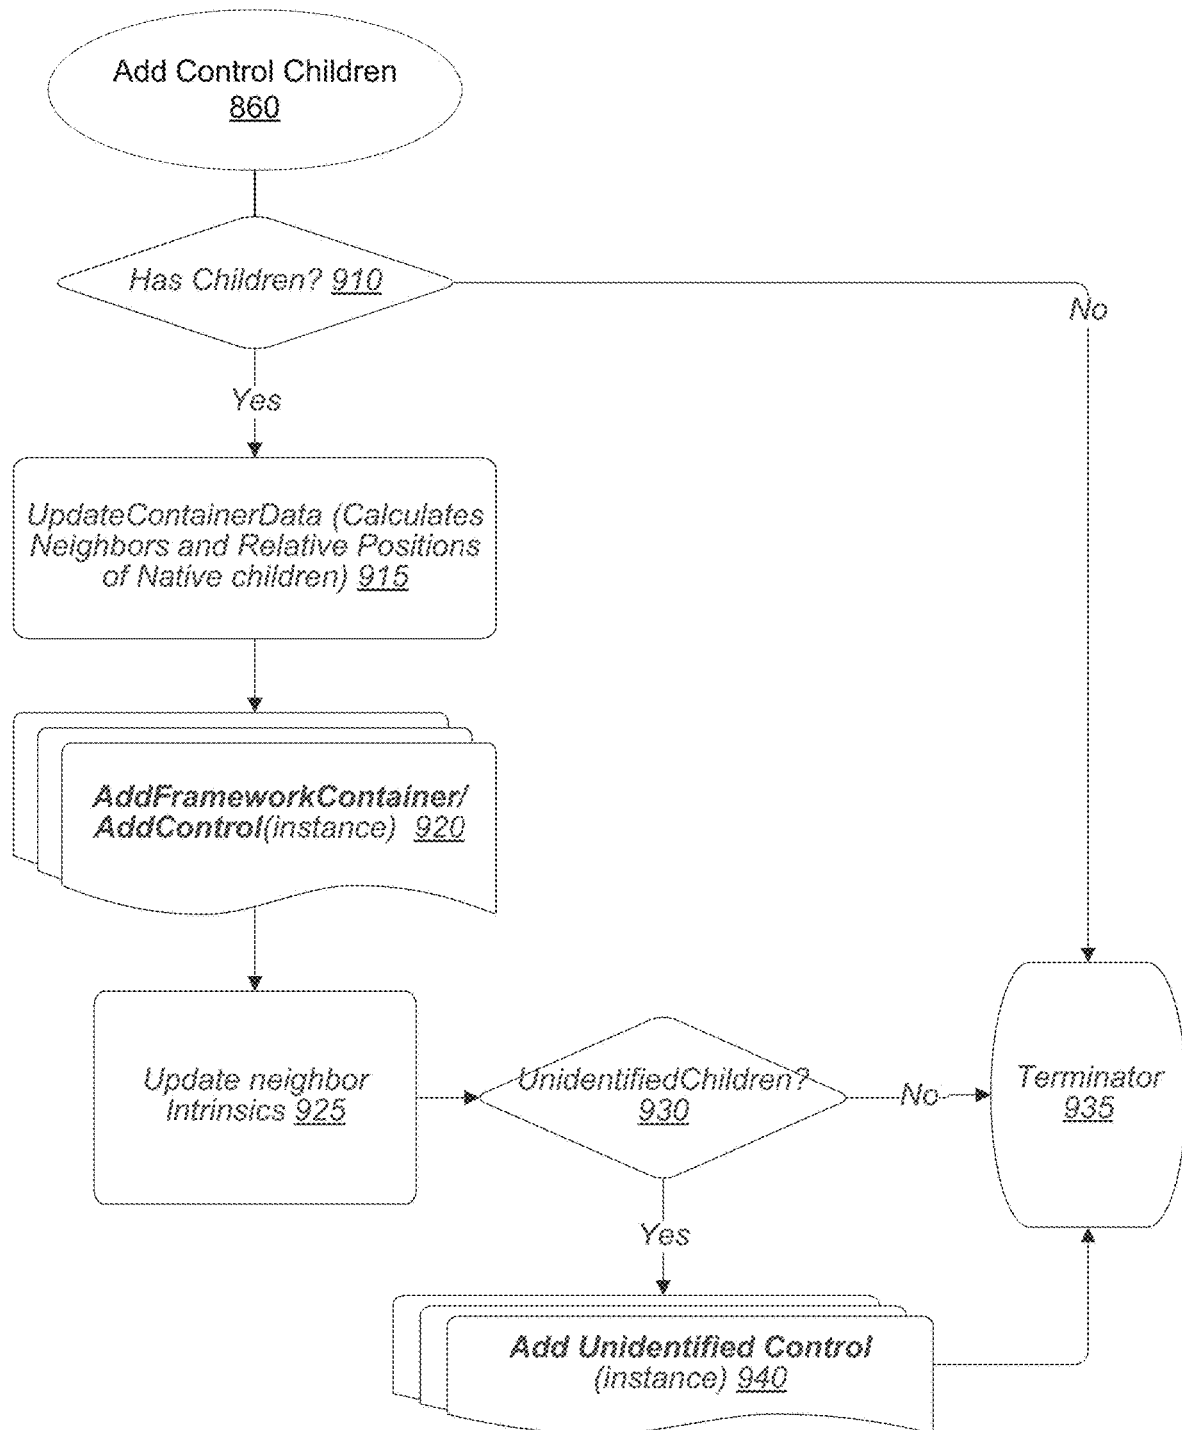 Add Control Children
860
Has Children? 910
No
Yes
UpdateContainerData (Calculates
Neighbors and Relative Positions
of Native children) 915
AddFrameworkContainer/
AddControl(instance) 920
Update neighbor
Intrinsics 925
UnidentifiedChildren?
930
No
Terminator
935
Yes
Add Unidentified Control
(instance) 940